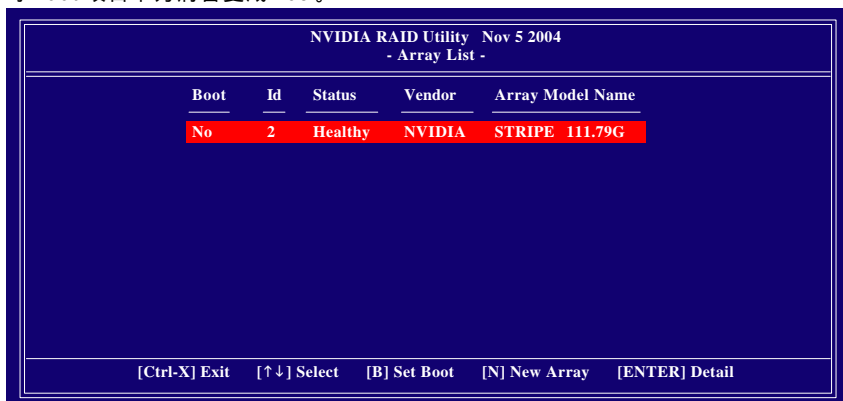 NVIDIA RAID Utility Nov 5 2004
- Array List -
Boot Id Status Vendor Array Model Name
No 2 Healthy NVIDIA STRIPE 111.79G
[Ctrl-X] Exit [↑↓] Select [B] Set Boot [N] New Array [ENTER] Detail